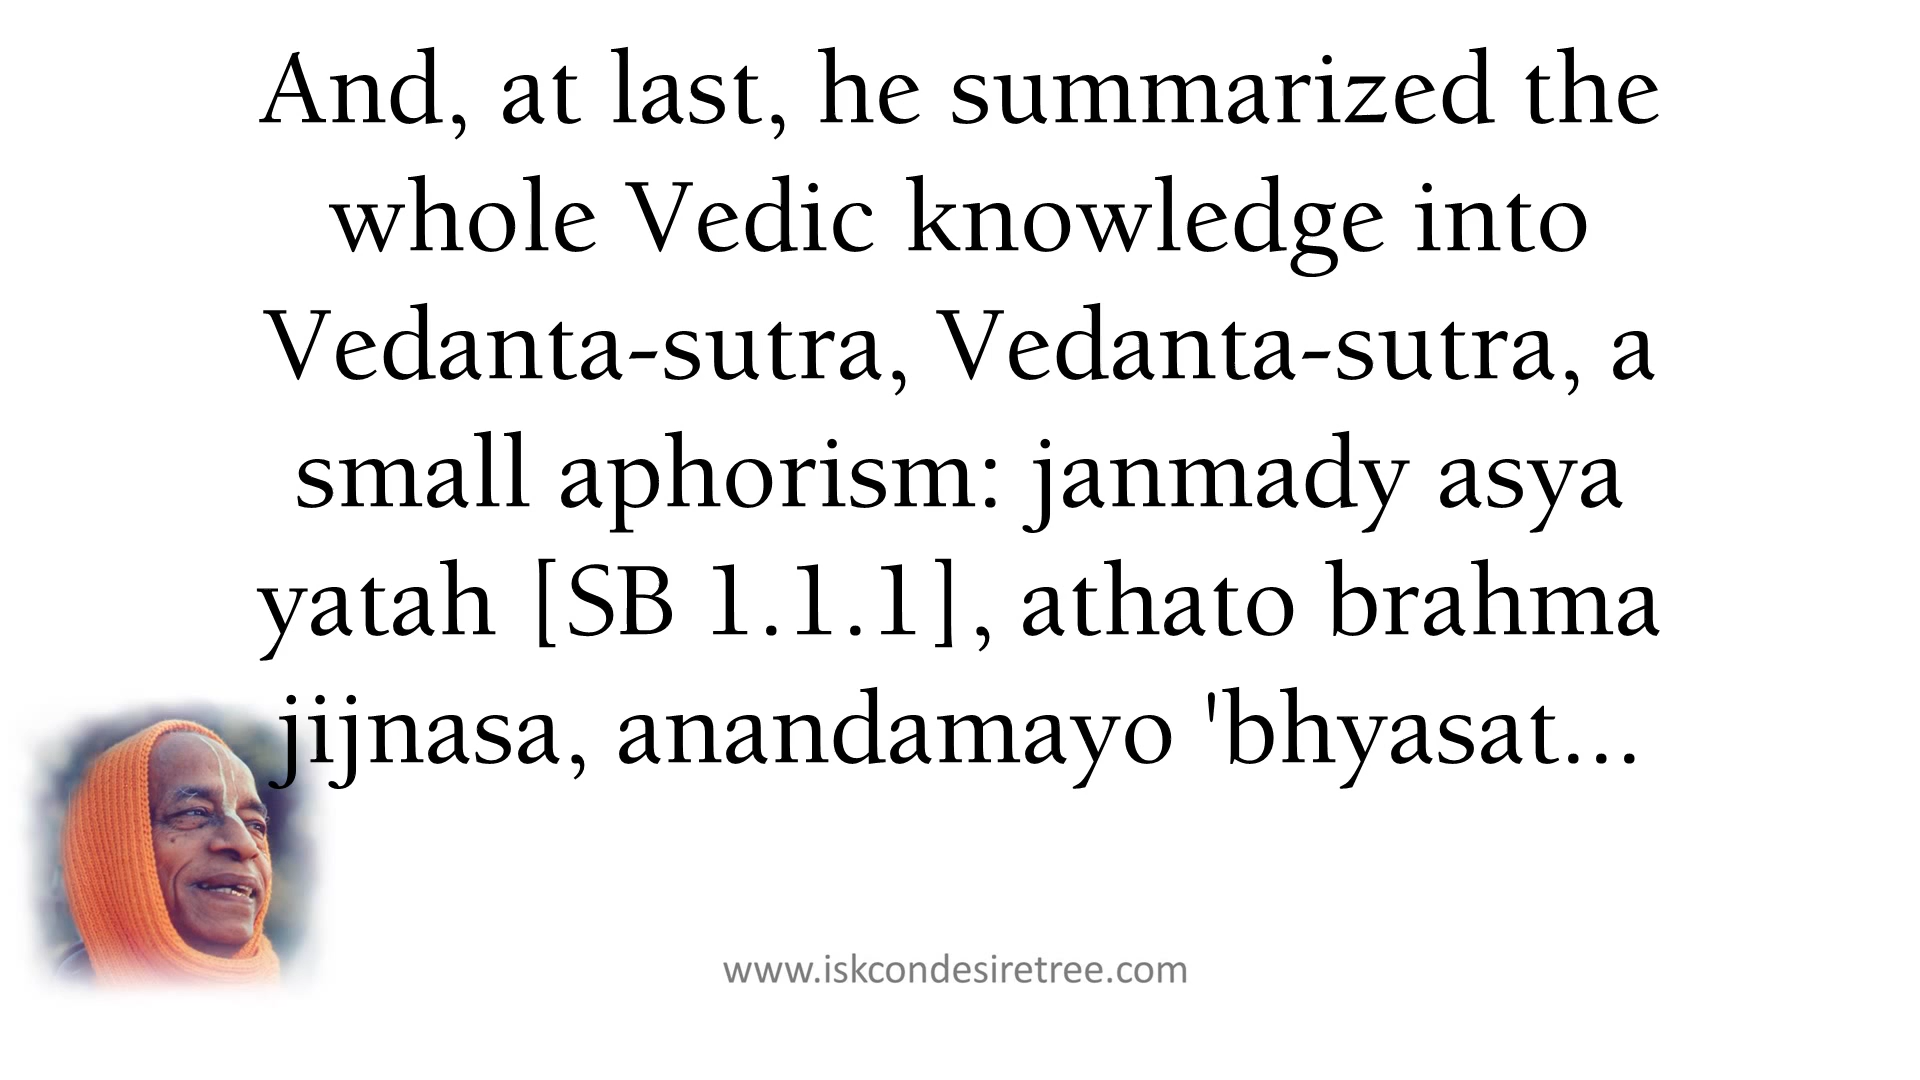 And, at last, he summarized the
whole Vedic knowledge into
Vedanta-sutra, Vedanta-sutra, a
small aphorism: janmady asya
yatah [SB 1.1.1], athato brahma
jijnasa, anandamayo 'bhyasat...
www.iskcondesiretree.com